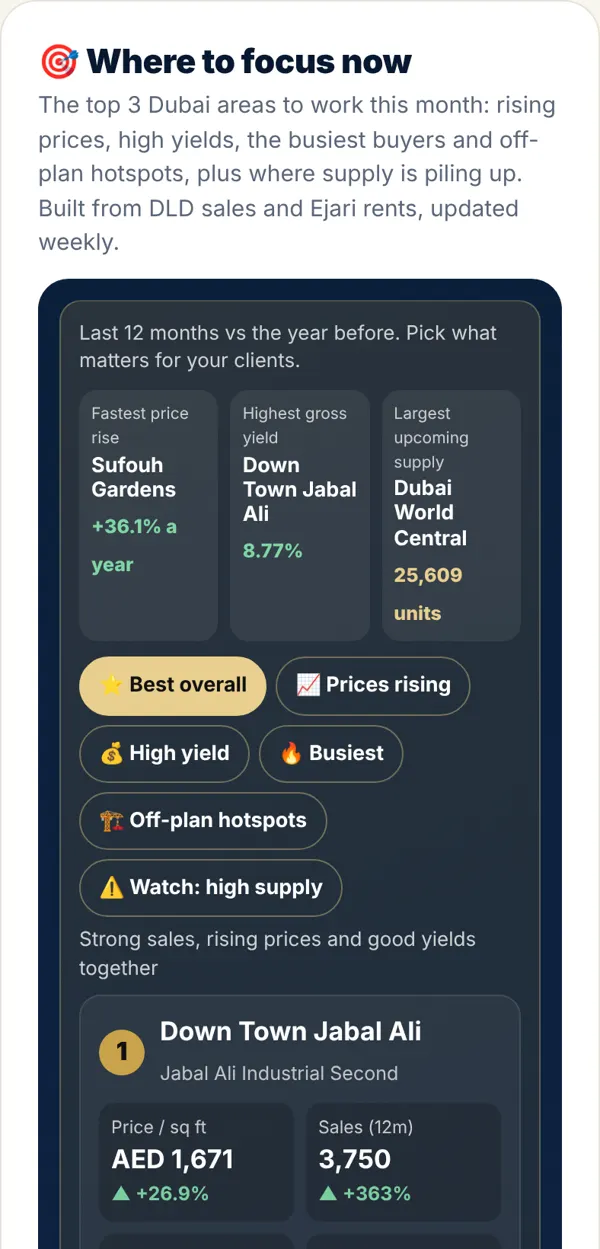 🎯 Where to focus now
The top 3 Dubai areas to work this month: rising
prices, high yields, the busiest buyers and off-
plan hotspots, plus where supply is piling up.
Built from DLD sales and Ejari rents, updated
weekly.
Last 12 months vs the year before. Pick what
matters for your clients.
Fastest price
rise
Sufouh
Gardens
+36.1% a
year
Highest gross
yield
Down
Town Jabal
Ali
8.77%
Largest
upcoming
supply
Dubai
World
Central
25,609
units
⭐ Best overall
📈 Prices rising
💰 High yield
🔥 Busiest
🏗️ Off-plan hotspots
⚠️ Watch: high supply
Strong sales, rising prices and good yields
together
1
Down Town Jabal Ali
Jabal Ali Industrial Second
Price / sq ft
AED 1,671
▲ +26.9%
Sales (12m)
3,750
▲ +363%